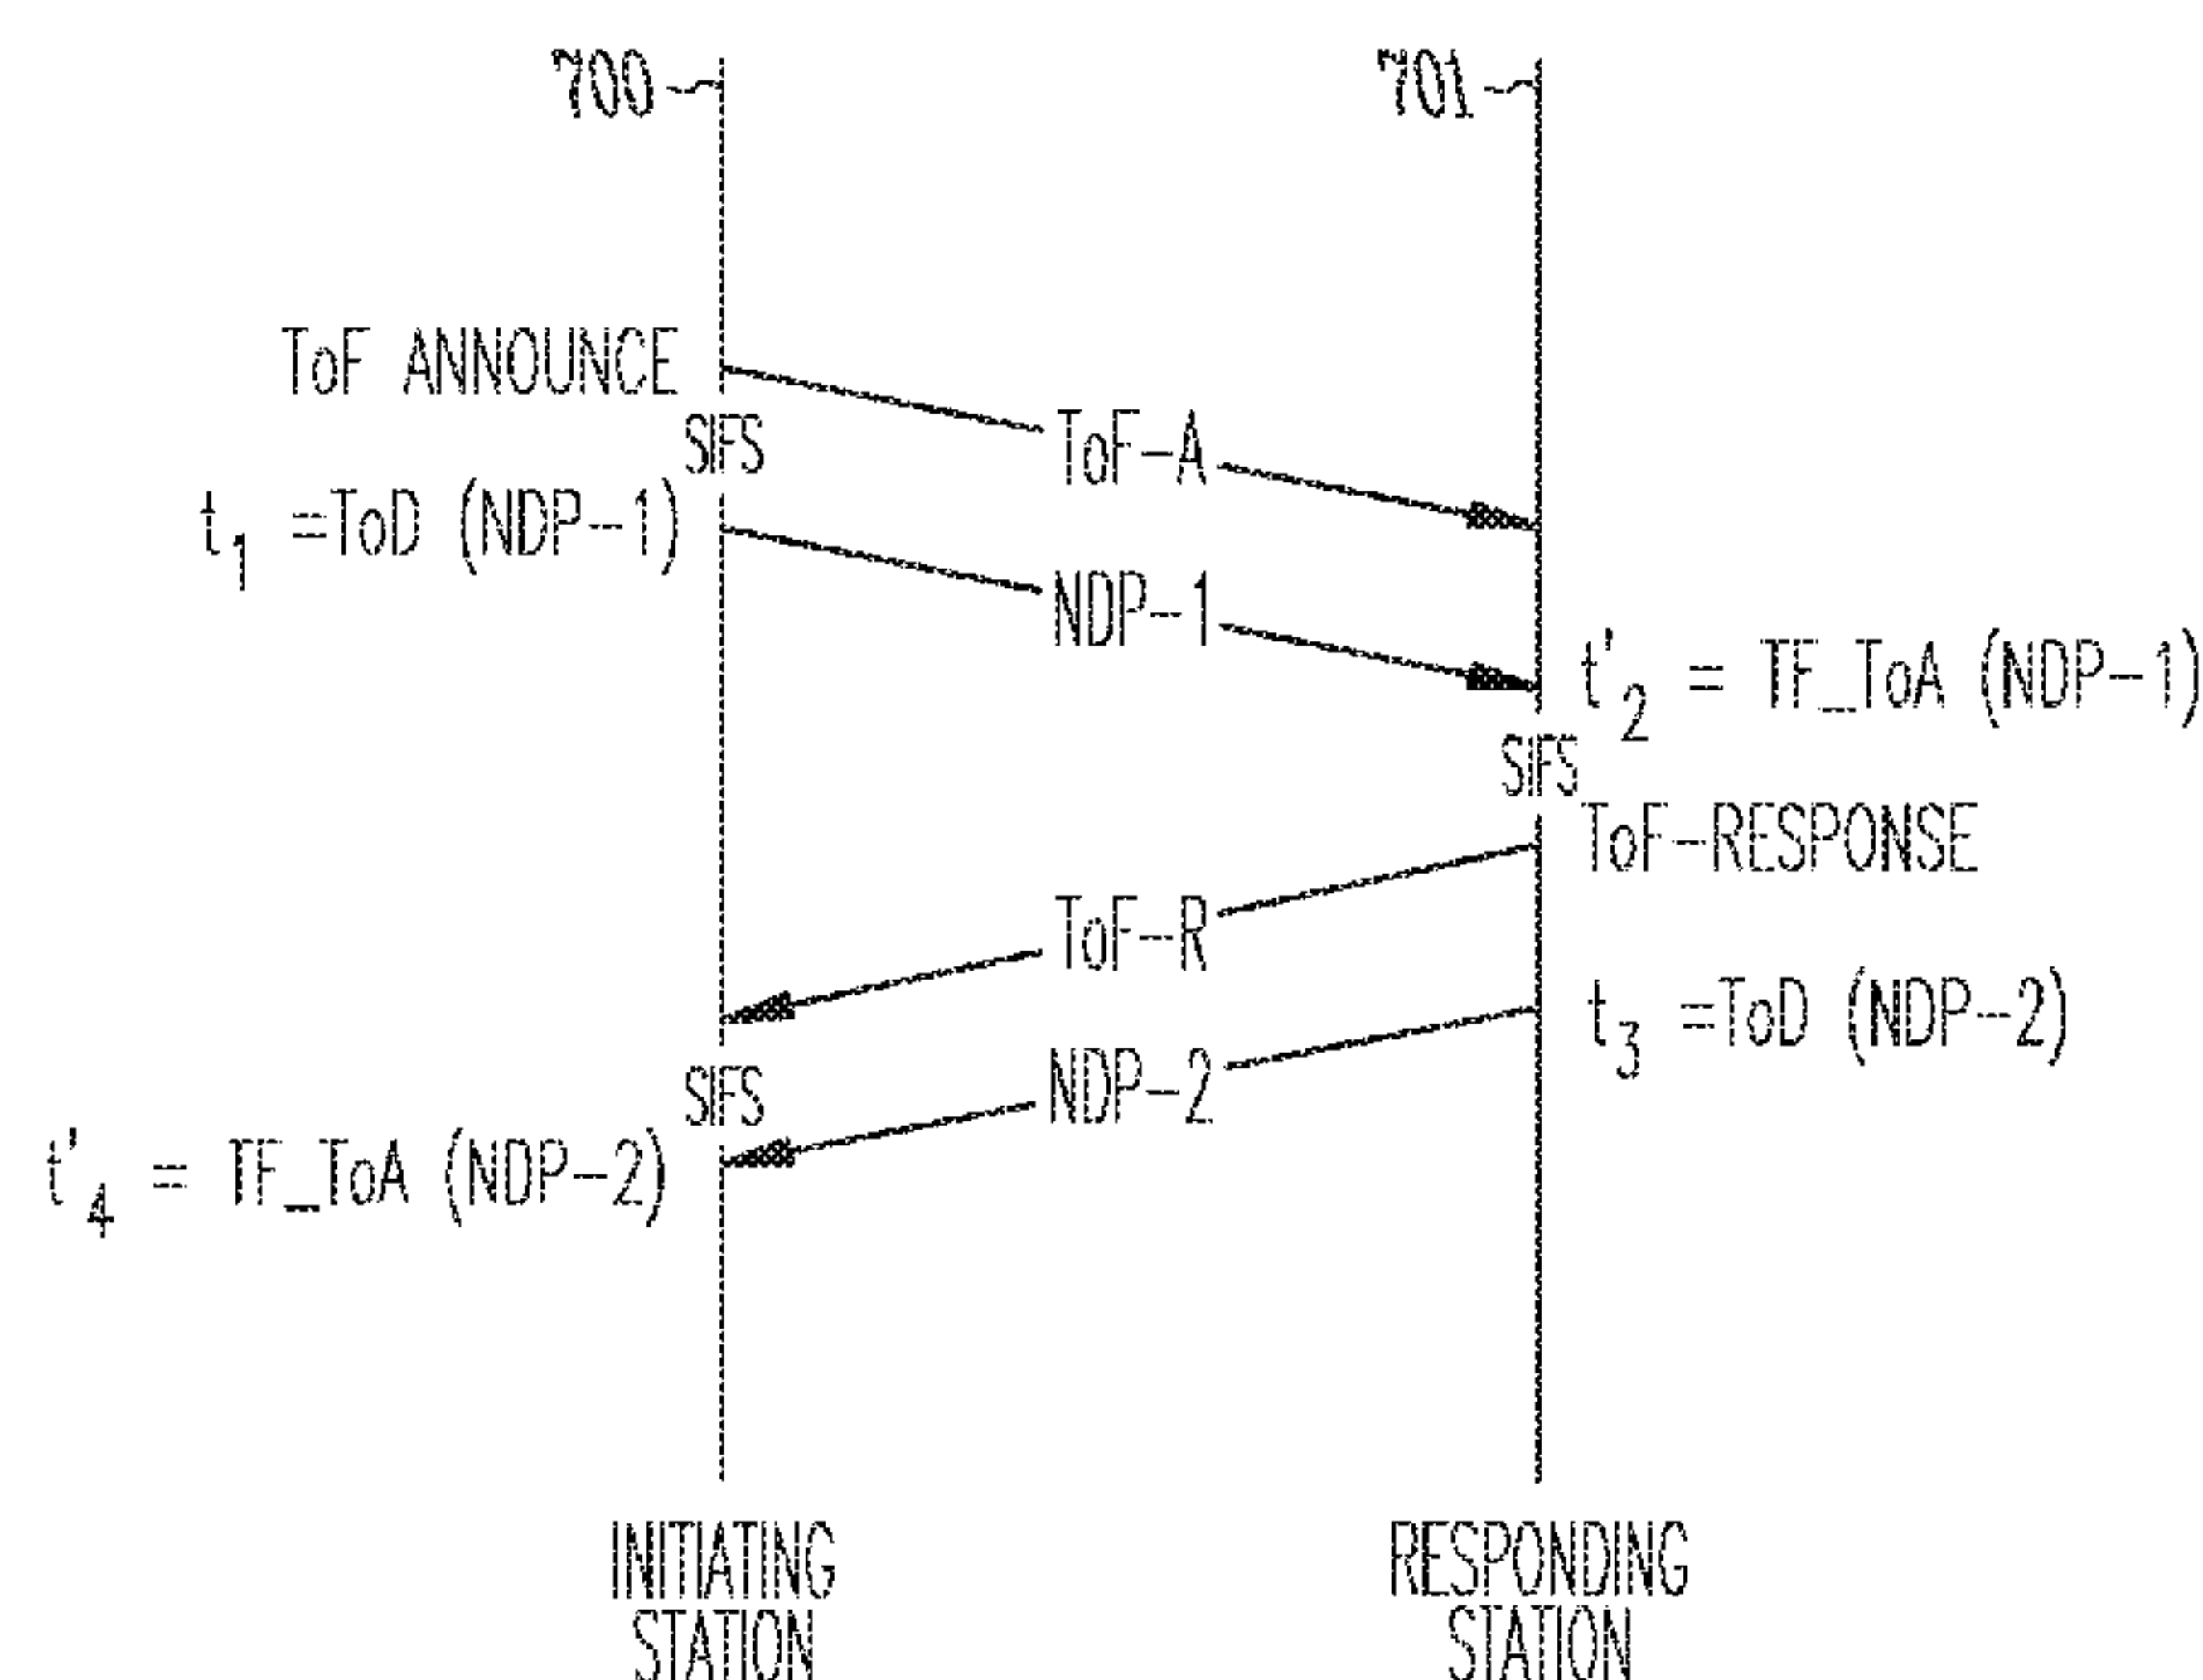 700
701
ToF ANNOUNCE
SIFS
ToF-A
t1 =ToD (NDP-1)
NDP-1
t'2 = TF_ToA (NDP-1)
SIFS
ToF-RESPONSE
ToF-R
t3 =ToD (NDP-2)
SIFS
NDP-2
t'4 = TF_ToA (NDP-2)
INITIATING
STATION
RESPONDING
STATION